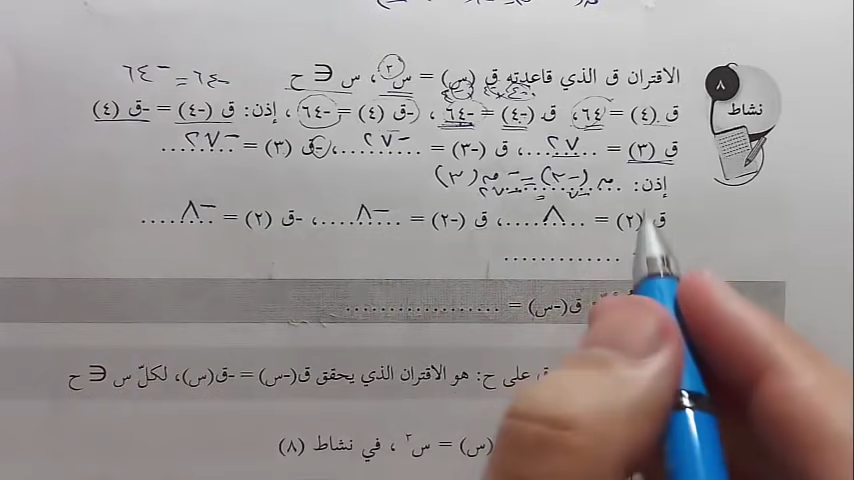 الاقتران ق الذي قاعدته ق (س) = س٣ ، س ∋ ح
-٦٤ = -٦٤
٨
نشاط
ق (٤) = ٦٤، ق (-٤) = -٦٤ ، -ق (٤) = -٦٤ ، إذن: ق (-٤) = -ق (٤)
ق (٣) = ٢٧، ق (-٣) = -٢٧، -ق (٣) = -٢٧
إذن: ق (-٣) = -ق (٣)
ق (٢) = ٨، ق (-٢) = -٨، -ق (٢) = -٨
ق(-س) = ....................
ق على ح: هو الاقتران الذي يحقق ق(-س) = -ق(س)، لكلّ س ∋ ح
(س) = س٣ ، في نشاط (٨)